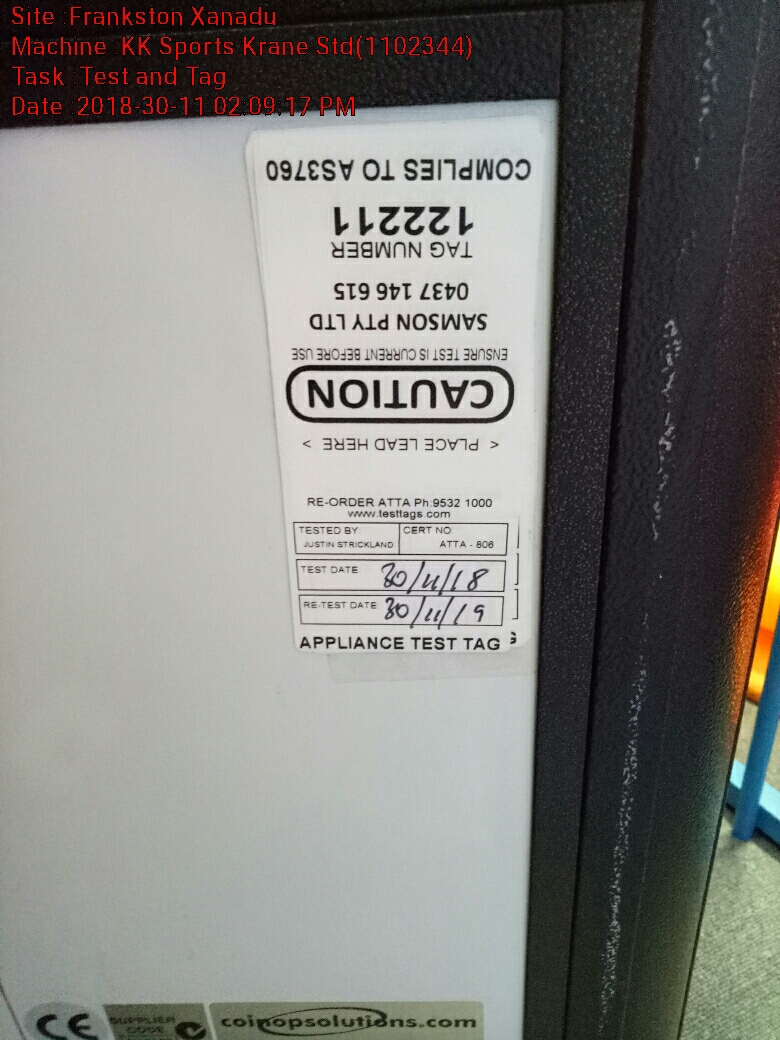 Site :Frankston Xanadu
Machine :KK Sports Krane Std(1102344)
Task :Test and Tag
Date :2018-30-11 02:09:17 PM
COMPLIES TO AS3760
122211
TAG NUMBER
0437 146 615
SAMSON PTY LTD
ENSURE TEST IS CURRENT BEFORE USE
CAUTION
< PLACE LEAD HERE >
RE-ORDER ATTA Ph:9532 1000
www.testtags.com
TESTED BY: CERT NO:
JUSTIN STRICKLAND ATTA - 806
TEST DATE 30/11/18
RE-TEST DATE 30/11/19
APPLIANCE TEST TAG
CE SUPPLIER CODE coinopsolutions.com